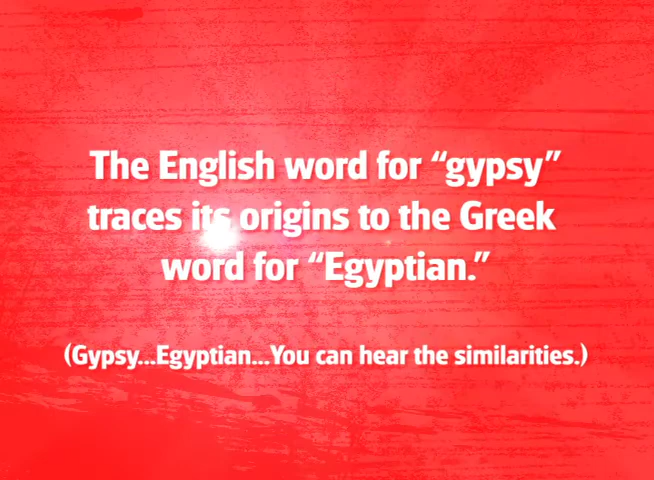 The English word for “gypsy”
traces its origins to the Greek
word for “Egyptian.”
(Gypsy...Egyptian...You can hear the similarities.)